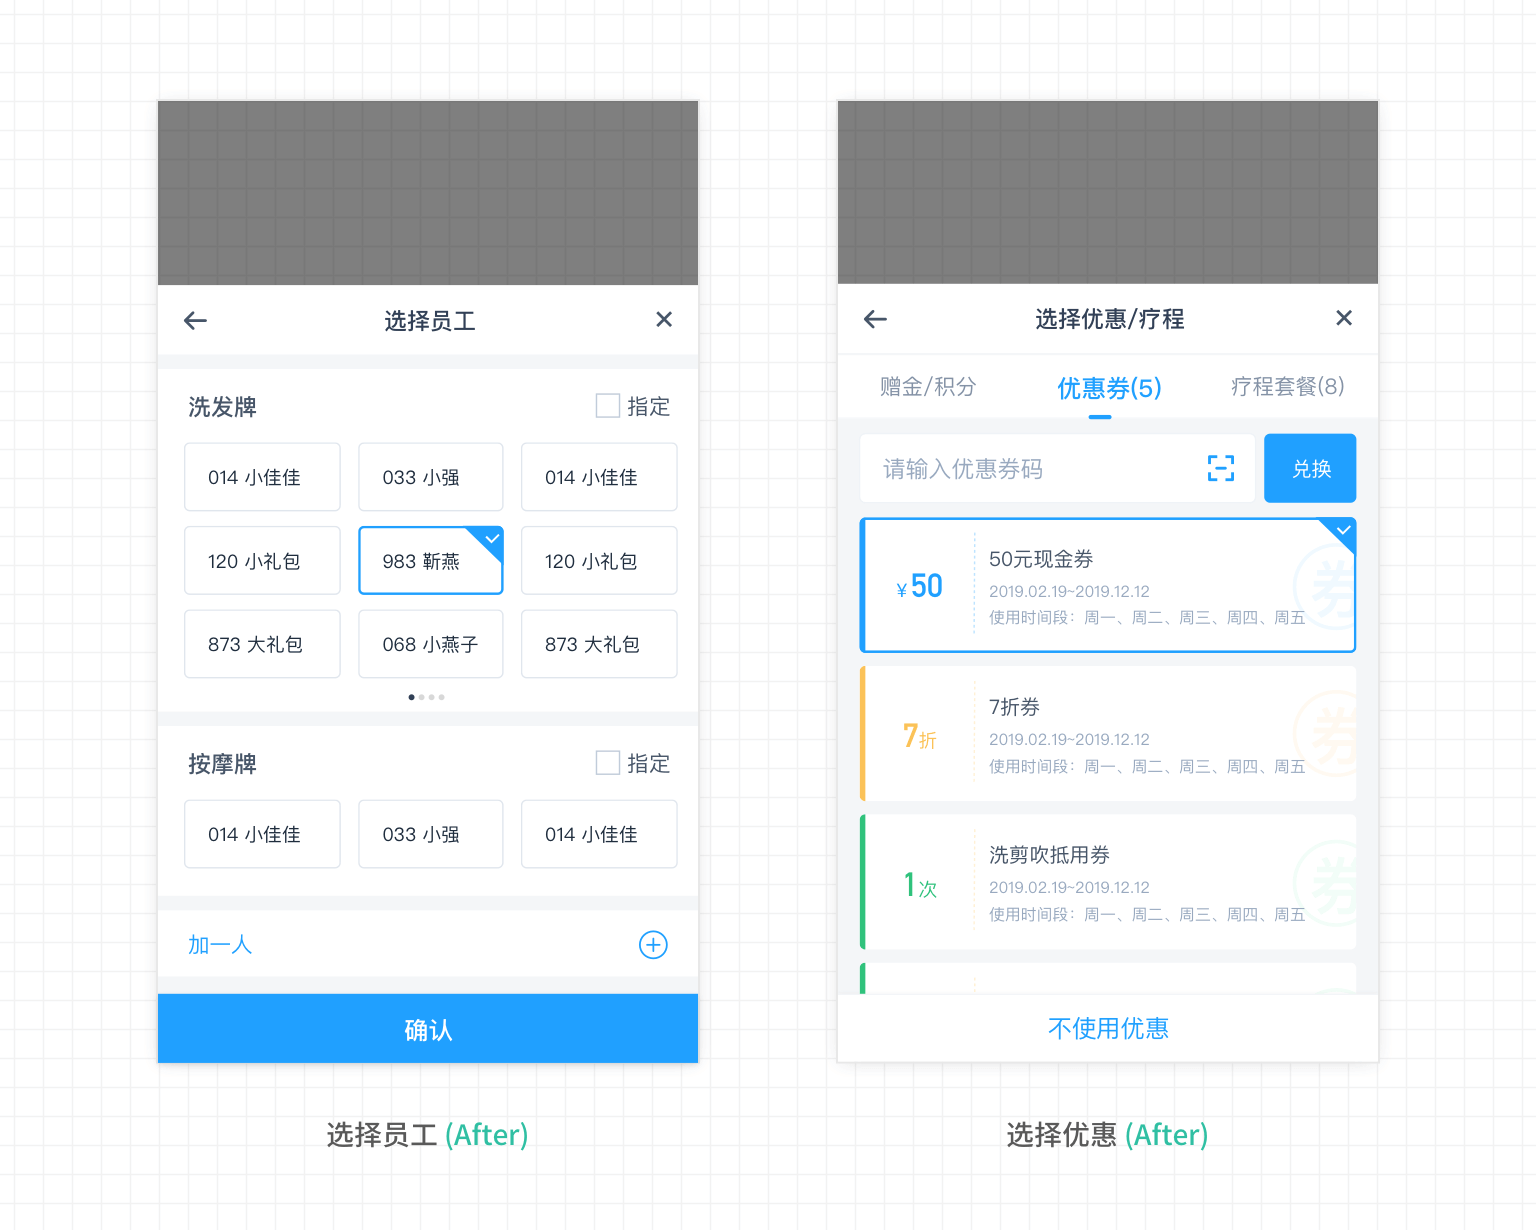 选择员工
洗发牌
指定
014 小佳佳
033 小强
014 小佳佳
120 小礼包
983 靳燕
120 小礼包
873 大礼包
068 小燕子
873 大礼包
按摩牌
指定
014 小佳佳
033 小强
014 小佳佳
加一人
确认
选择员工 (After)
选择优惠/疗程
赠金/积分
优惠券(5)
疗程套餐(8)
请输入优惠券码
兑换
¥50
50元现金券
2019.02.19~2019.12.12
使用时间段：周一、周二、周三、周四、周五
券
7折
7折券
2019.02.19~2019.12.12
使用时间段：周一、周二、周三、周四、周五
券
1次
洗剪吹抵用券
2019.02.19~2019.12.12
使用时间段：周一、周二、周三、周四、周五
券
不使用优惠
选择优惠 (After)